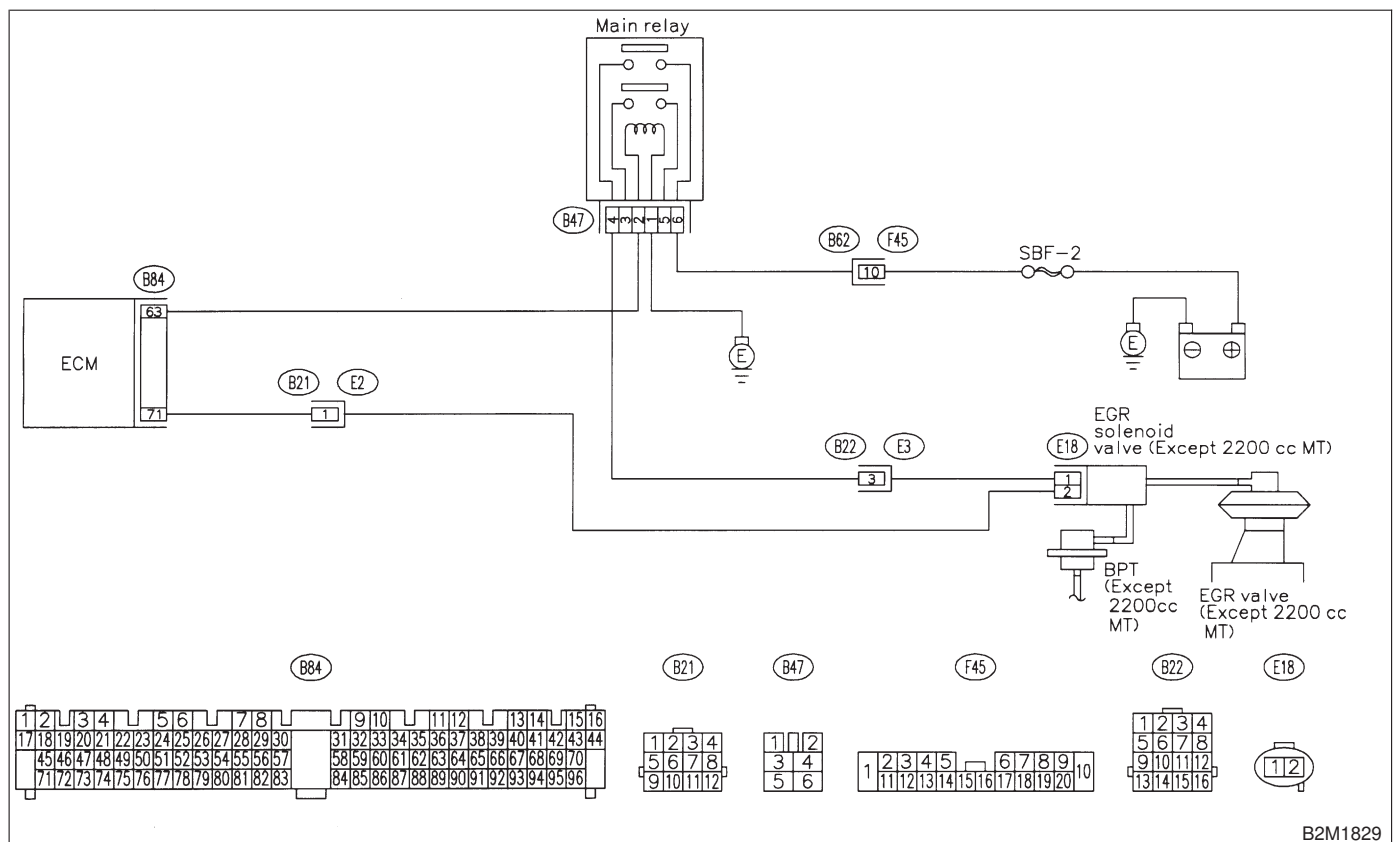 Main relay
B47
4 3 2 1 5 6
B62 F45
10
SBF-2
B84
63
ECM
71
B21 E2
1
E
E
⊖ ⊕
B22 E3
3
E18
1
2
EGR
solenoid
valve (Except 2200 cc MT)
BPT
(Except
2200cc
MT)
EGR valve
(Except 2200 cc
MT)
B84
1 2 3 4 5 6 7 8 9 10 11 12 13 14 15 16
17 18 19 20 21 22 23 24 25 26 27 28 29 30 31 32 33 34 35 36 37 38 39 40 41 42 43 44
45 46 47 48 49 50 51 52 53 54 55 56 57 58 59 60 61 62 63 64 65 66 67 68 69 70
71 72 73 74 75 76 77 78 79 80 81 82 83 84 85 86 87 88 89 90 91 92 93 94 95 96
B21
1 2 3 4
5 6 7 8
9 10 11 12
B47
1 2
3 4
5 6
F45
1 2 3 4 5 6 7 8 9 10
11 12 13 14 15 16 17 18 19 20
B22
1 2 3 4
5 6 7 8
9 10 11 12
13 14 15 16
E18
1 2
B2M1829